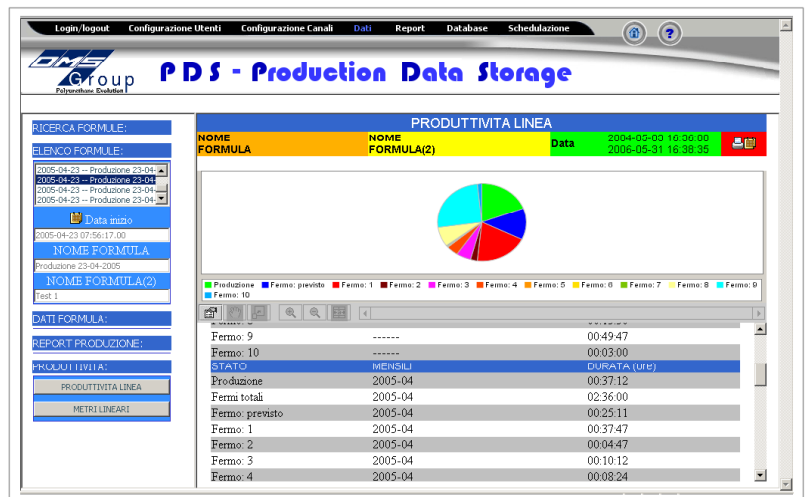 Login/logout Configurazione Utenti Configurazione Canali Dati Report Database Schedulazione
DMS
Group
Polyurethane Evolution
PDS - Production Data Storage
RICERCA FORMULE:
ELENCO FORMULE:
2005-04-23 -- Produzione 23-04-
2005-04-23 -- Produzione 23-04-
2005-04-23 -- Produzione 23-04-
2005-04-23 -- Produzione 23-04-
Data inizio
2005-04-23 07:56:17.00
NOME FORMULA
Produzione 23-04-2005
NOME FORMULA(2)
Test 1
DATI FORMULA:
REPORT PRODUZIONE:
PRODUTTIVITA:
PRODUTTIVITA LINEA
METRI LINEARI
PRODUTTIVITA LINEA
NOME FORMULA
NOME FORMULA(2)
Data
2004-05-03 16:36:00
2006-05-31 16:38:35
Produzione Fermo: previsto Fermo: 1 Fermo: 2 Fermo: 3 Fermo: 4 Fermo: 5 Fermo: 6 Fermo: 7 Fermo: 8 Fermo: 9
Fermo: 10
Fermo: 9 ------ 00:49:47
Fermo: 10 ------ 00:03:00
STATO MENSILI DURATA (ore)
Produzione 2005-04 00:37:12
Fermi totali 2005-04 02:36:00
Fermo: previsto 2005-04 00:25:11
Fermo: 1 2005-04 00:37:47
Fermo: 2 2005-04 00:04:47
Fermo: 3 2005-04 00:10:12
Fermo: 4 2005-04 00:08:24